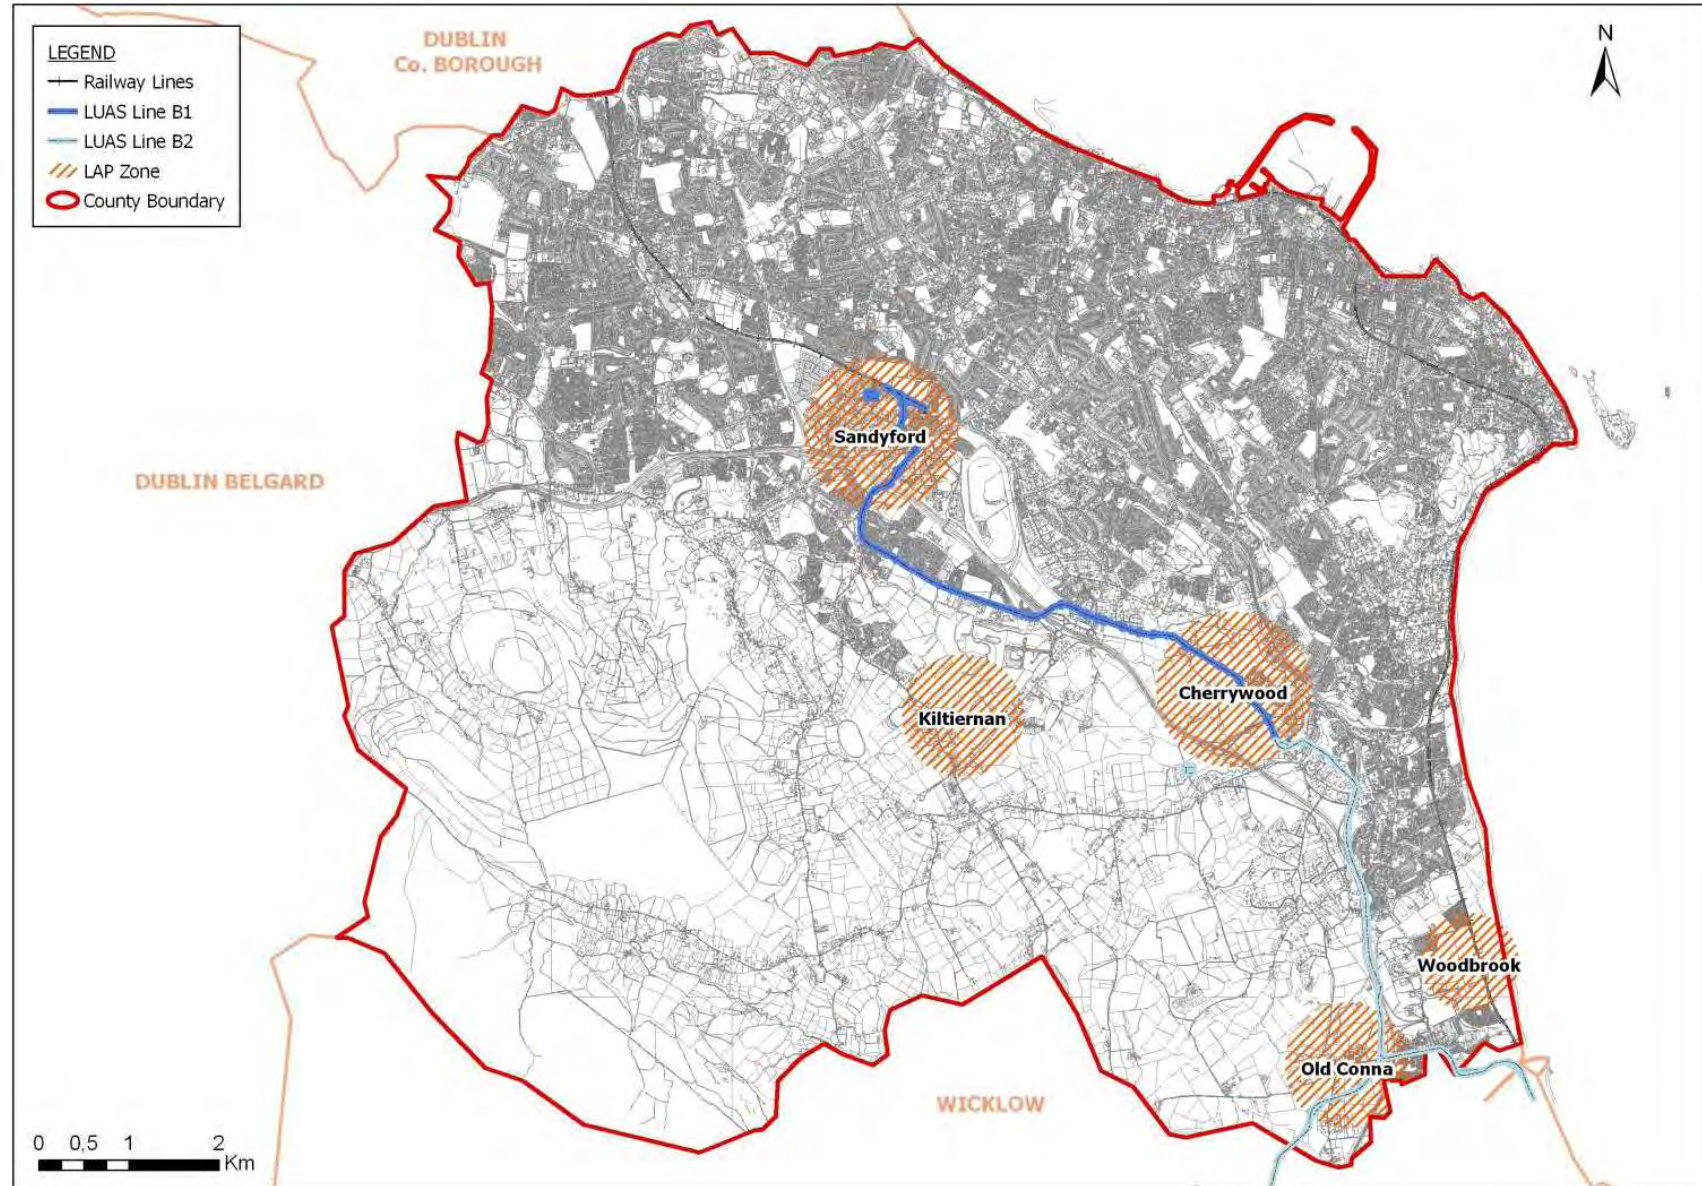 LEGEND
Railway Lines
LUAS Line B1
LUAS Line B2
LAP Zone
County Boundary
DUBLIN
Co. BOROUGH
N
DUBLIN BELGARD
Sandyford
Cherrywood
Kiltiernan
Woodbrook
Old Conna
WICKLOW
0 0,5 1 2
Km